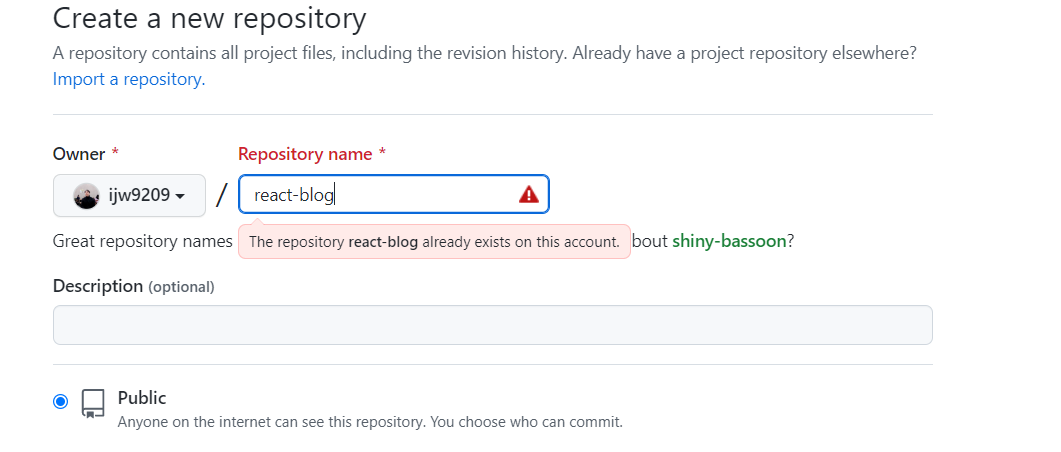 Create a new repository
A repository contains all project files, including the revision history. Already have a project repository elsewhere?
Import a repository.
Owner *
Repository name *
ijw9209
/
react-blog
Great repository names
The repository react-blog already exists on this account.
bout shiny-bassoon?
Description (optional)
Public
Anyone on the internet can see this repository. You choose who can commit.